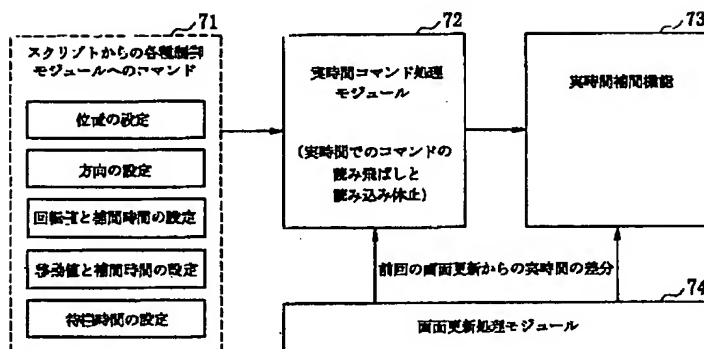 71
スクリプトからの各種制御
モジュールへのコマンド
位置の設定
方向の設定
回転値と補間時間の設定
移動値と補間時間の設定
待機時間の設定
72
実時間コマンド処理
モジュール
(実時間でのコマンドの
読み飛ばしと
読み込み休止)
73
実時間補間機能
前回の画面更新からの実時間の差分
74
画面更新処理モジュール